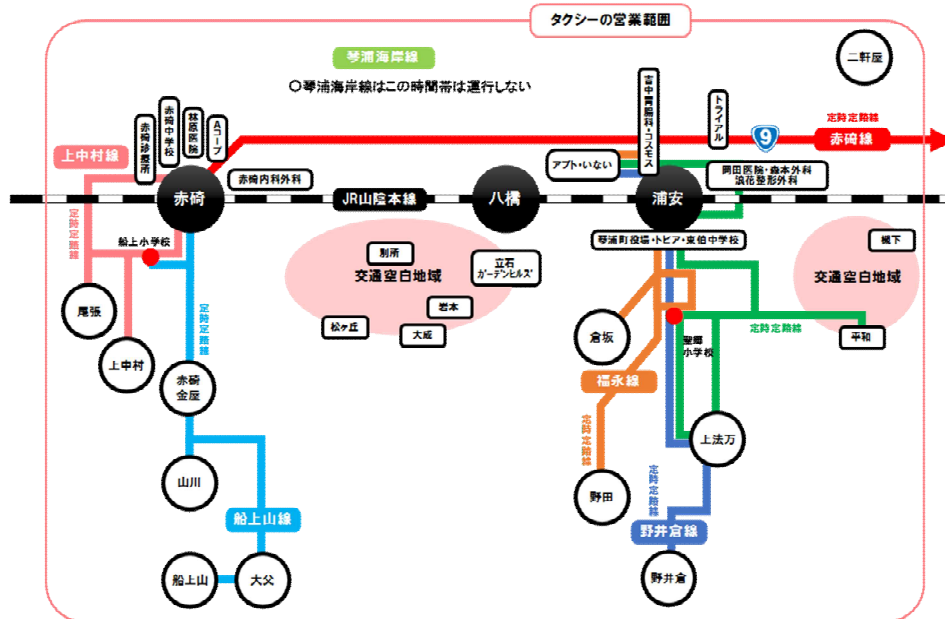 タクシーの営業範囲
琴浦海岸線
○琴浦海岸線はこの時間帯は運行しない
二軒屋
赤碕診療所
赤碕中学校
林原医院
Aコープ
上中村線
赤碕内科外科
赤碕
JR山陰本線
八橋
浦安
アプト・いない
吉中胃腸科・コスモス
トライアル
9
定時定路線
赤碕線
岡田医院・森本外科
浪花整形外科
定時定路線
船上小学校
尾張
上中村
定時定路線
赤碕
金屋
山川
船上山線
船上山
大父
別所
交通空白地域
岩本
松ヶ丘
大成
立石
ガーデンヒルズ
琴浦町役場・トピア・東伯中学校
倉坂
聖郷
小学校
福永線
定時定路線
野田
上法万
定時定路線
野井倉線
野井倉
定時定路線
交通空白地域
槻下
平和